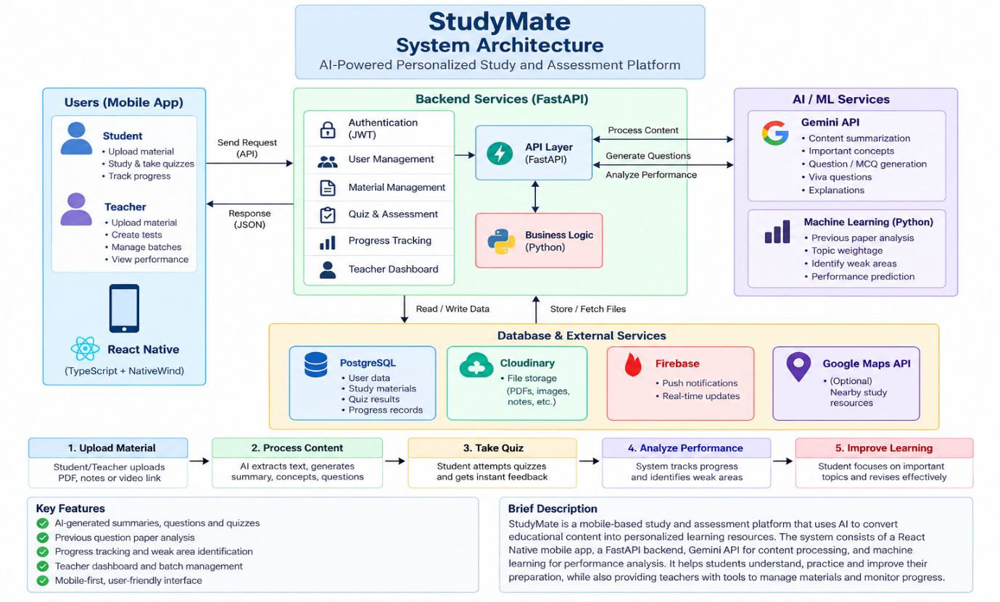 StudyMate
System Architecture
AI-Powered Personalized Study and Assessment Platform
Users (Mobile App)
Student
• Upload material
• Study & take quizzes
• Track progress
Teacher
• Upload material
• Create tests
• Manage batches
• View performance
React Native
(TypeScript + NativeWind)
Send Request
(API)
Response
(JSON)
Backend Services (FastAPI)
Authentication
(JWT)
User Management
Material Management
Quiz & Assessment
Progress Tracking
Teacher Dashboard
API Layer
(FastAPI)
Business Logic
(Python)
Process Content
Generate Questions
Analyze Performance
AI / ML Services
Gemini API
• Content summarization
• Important concepts
• Question / MCQ generation
• Viva questions
• Explanations
Machine Learning (Python)
• Previous paper analysis
• Topic weightage
• Identify weak areas
• Performance prediction
Read / Write Data
Store / Fetch Files
Database & External Services
PostgreSQL
• User data
• Study materials
• Quiz results
• Progress records
Cloudinary
• File storage
(PDFs, images,
notes, etc.)
Firebase
• Push notifications
• Real-time updates
Google Maps API
• (Optional)
Nearby study
resources
1. Upload Material
Student/Teacher uploads
PDF, notes or video link
2. Process Content
AI extracts text, generates
summary, concepts, questions
3. Take Quiz
Student attempts quizzes
and gets instant feedback
4. Analyze Performance
System tracks progress
and identifies weak areas
5. Improve Learning
Student focuses on important
topics and revises effectively
Key Features
AI-generated summaries, questions and quizzes
Previous question paper analysis
Progress tracking and weak area identification
Teacher dashboard and batch management
Mobile-first, user-friendly interface
Brief Description
StudyMate is a mobile-based study and assessment platform that uses AI to convert
educational content into personalized learning resources. The system consists of a React
Native mobile app, a FastAPI backend, Gemini API for content processing, and machine
learning for performance analysis. It helps students understand, practice and improve their
preparation, while also providing teachers with tools to manage materials and monitor progress.